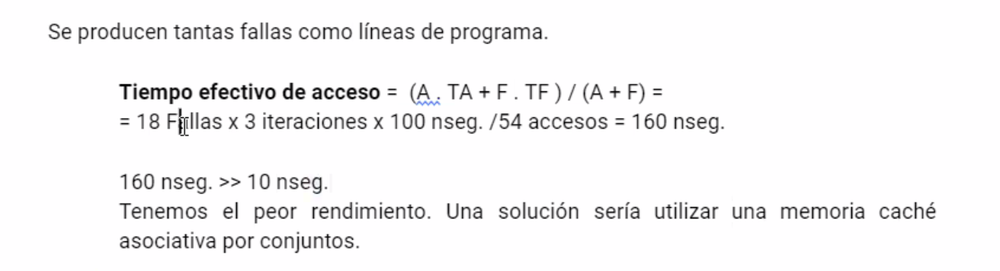 Se producen tantas fallas como líneas de programa.
Tiempo efectivo de acceso = (A . TA + F . TF ) / (A + F) =
= 18 Fallas x 3 iteraciones x 100 nseg. /54 accesos = 160 nseg.
160 nseg. >> 10 nseg.
Tenemos el peor rendimiento. Una solución sería utilizar una memoria caché
asociativa por conjuntos.